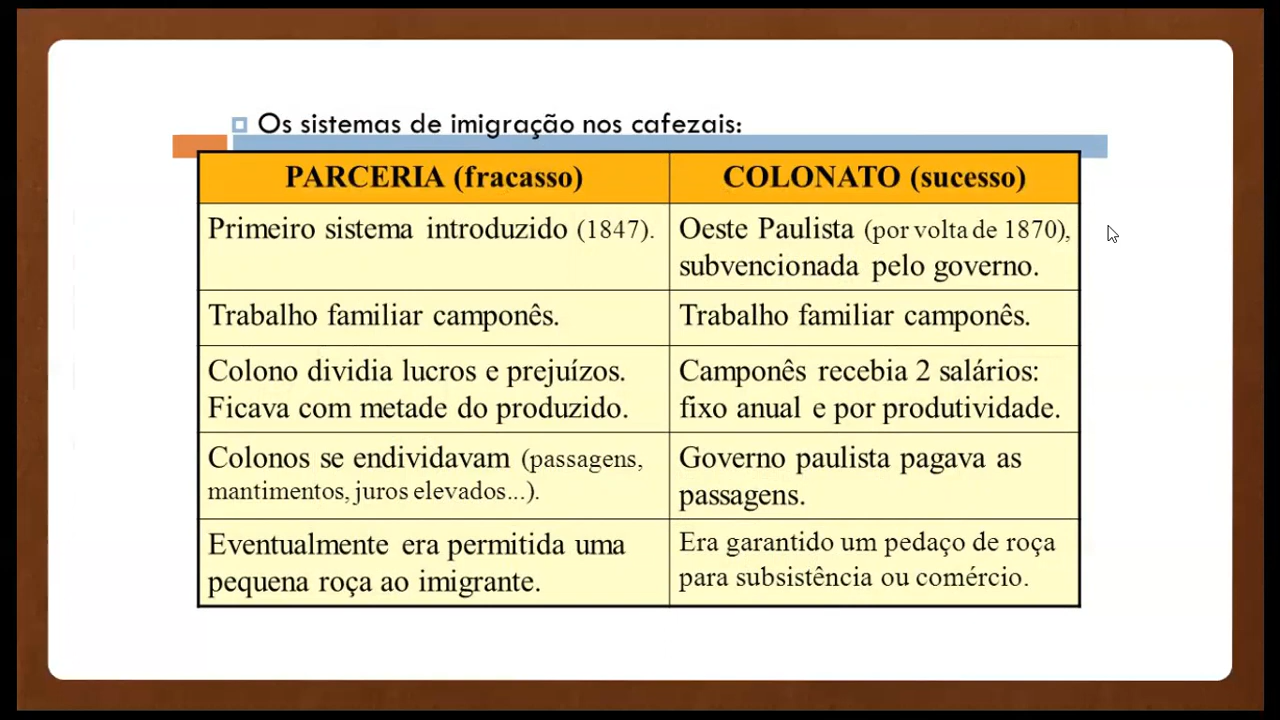 Os sistemas de imigração nos cafezais:
PARCERIA (fracasso)
COLONATO (sucesso)
Primeiro sistema introduzido (1847).
Oeste Paulista (por volta de 1870),
subvencionada pelo governo.
Trabalho familiar camponês.
Trabalho familiar camponês.
Colono dividia lucros e prejuízos.
Ficava com metade do produzido.
Camponês recebia 2 salários:
fixo anual e por produtividade.
Colonos se endividavam (passagens,
mantimentos, juros elevados...).
Governo paulista pagava as
passagens.
Eventualmente era permitida uma
pequena roça ao imigrante.
Era garantido um pedaço de roça
para subsistência ou comércio.